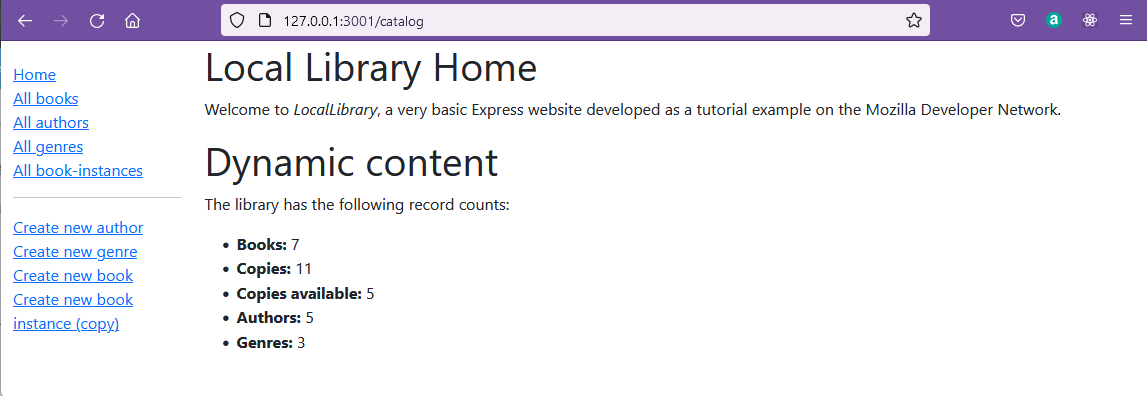 127.0.0.1:3001/catalog
Home
All books
All authors
All genres
All book-instances
Create new author
Create new genre
Create new book
Create new book
instance (copy)
Local Library Home
Welcome to LocalLibrary, a very basic Express website developed as a tutorial example on the Mozilla Developer Network.
Dynamic content
The library has the following record counts:
• Books: 7
• Copies: 11
• Copies available: 5
• Authors: 5
• Genres: 3
a